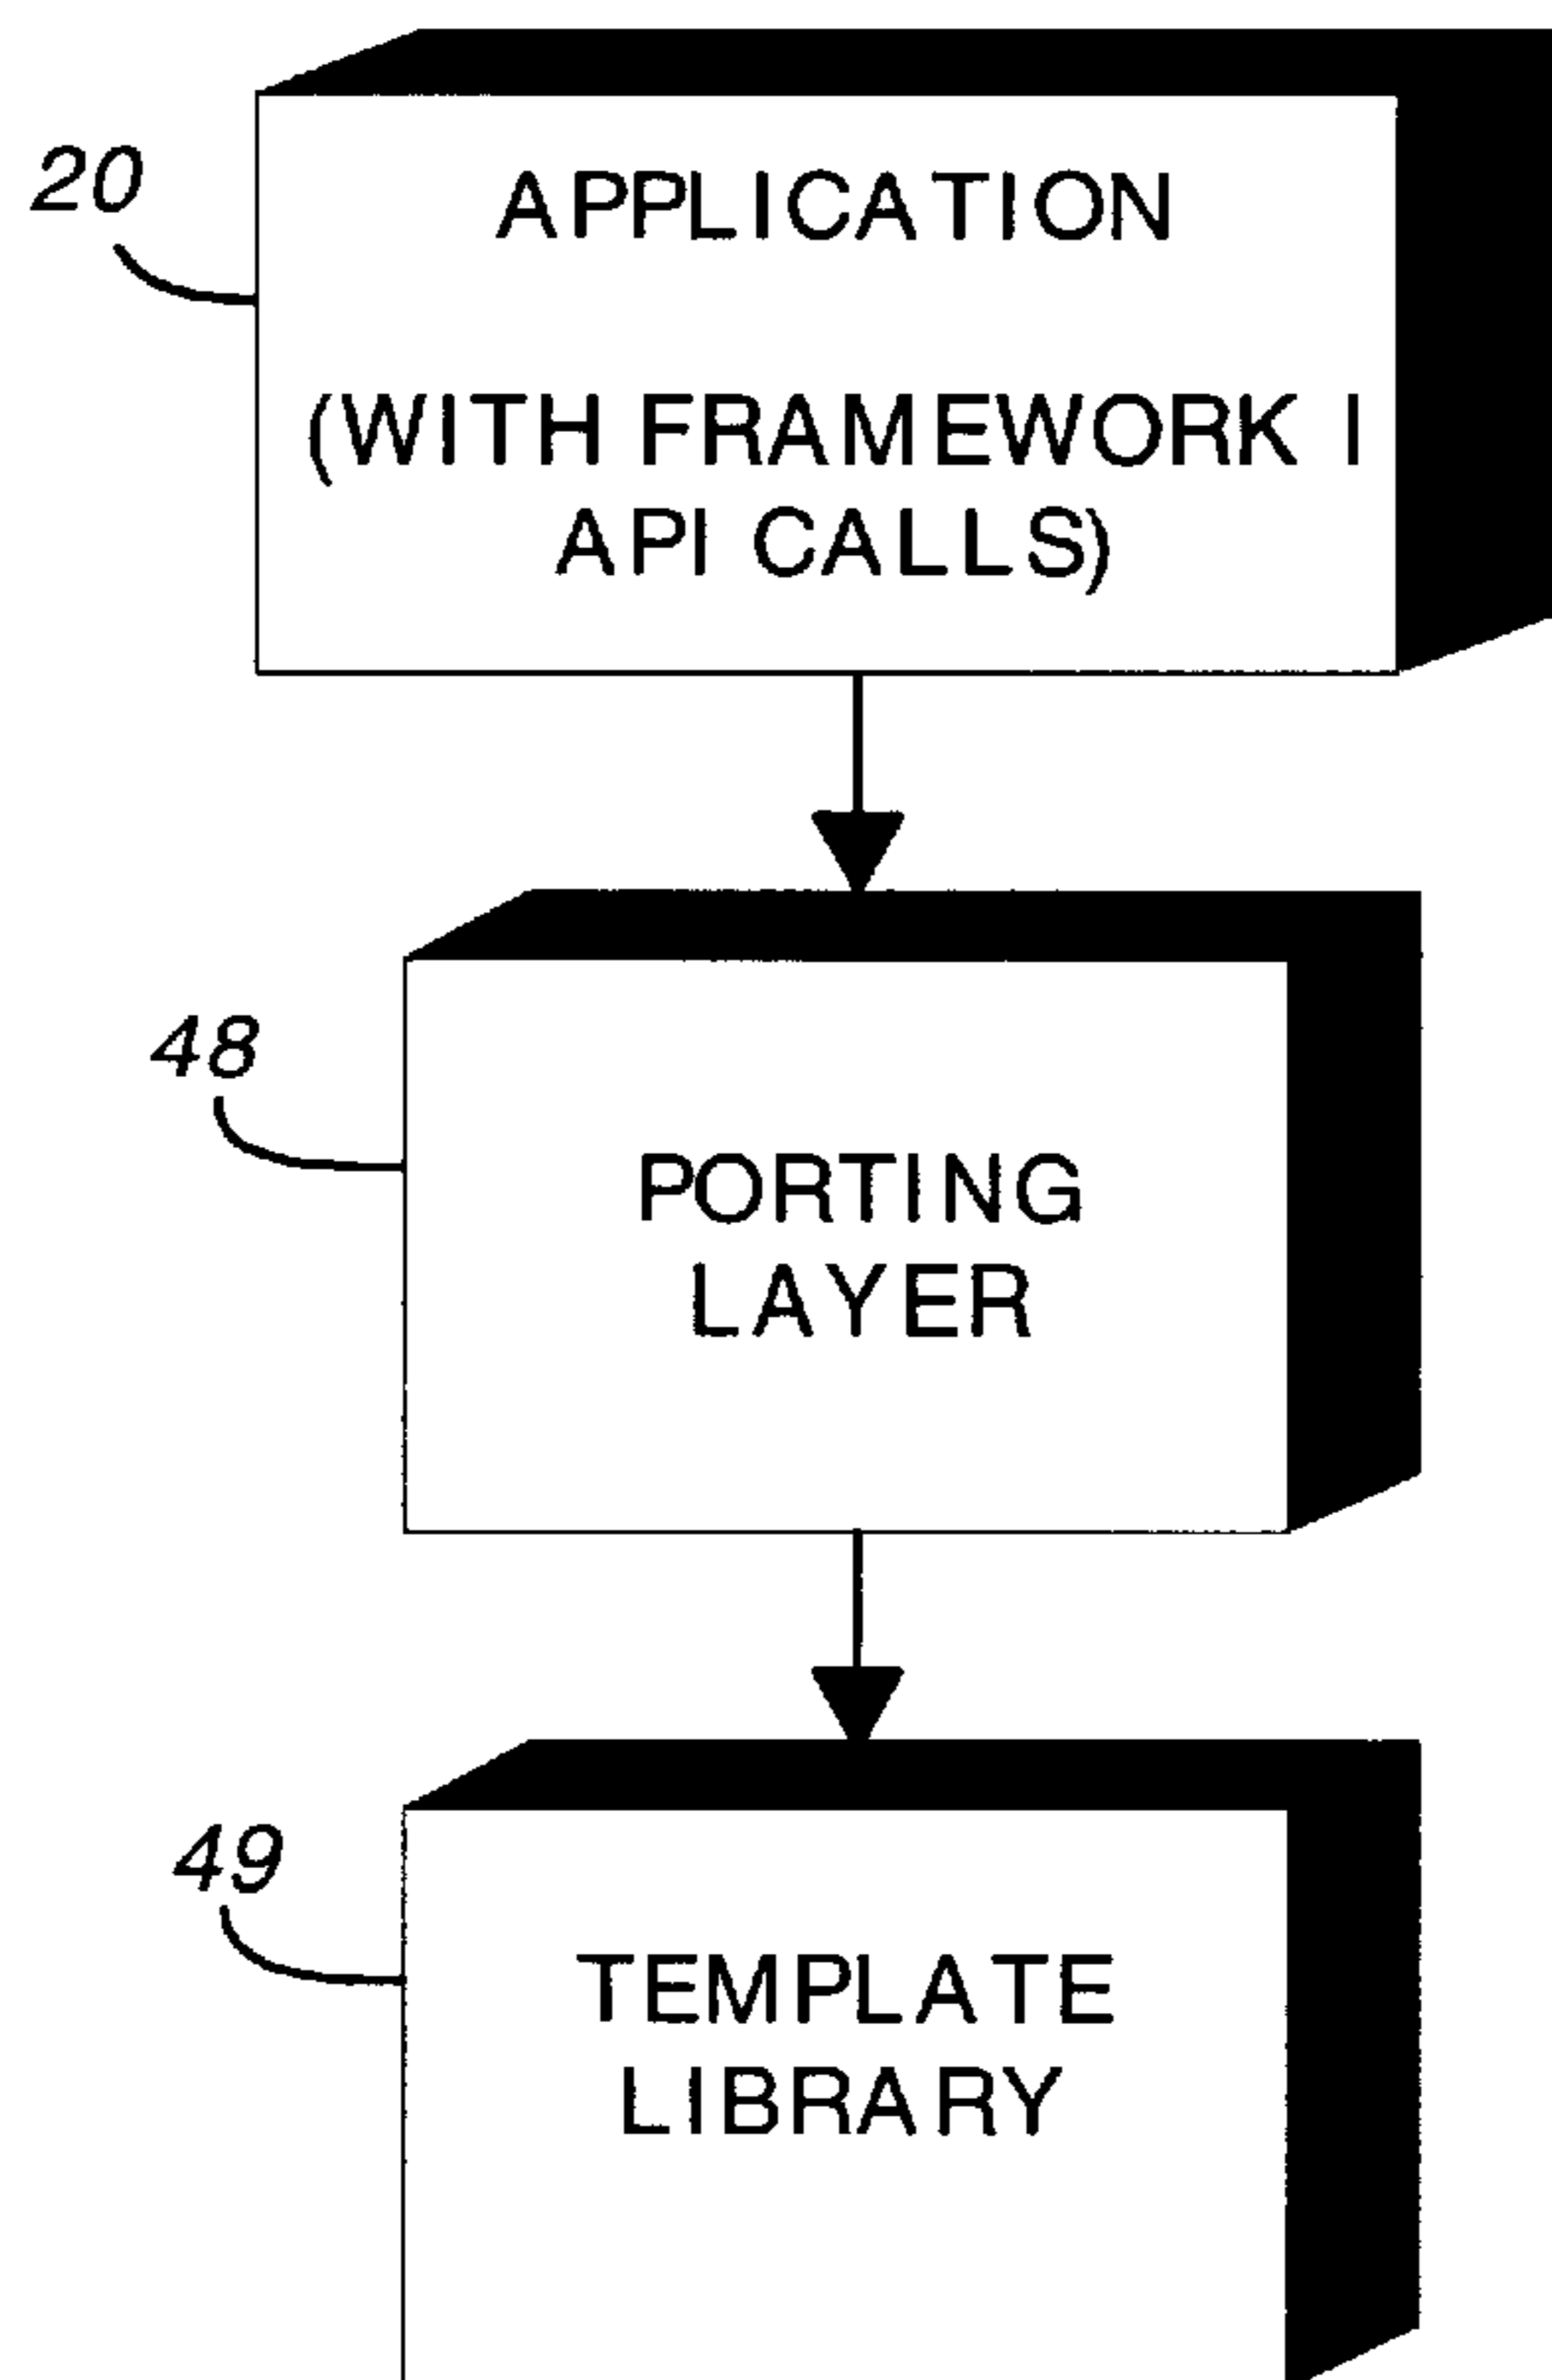 20
APPLICATION
(WITH FRAMEWORK I
API CALLS)
48
PORTING
LAYER
49
TEMPLATE
LIBRARY